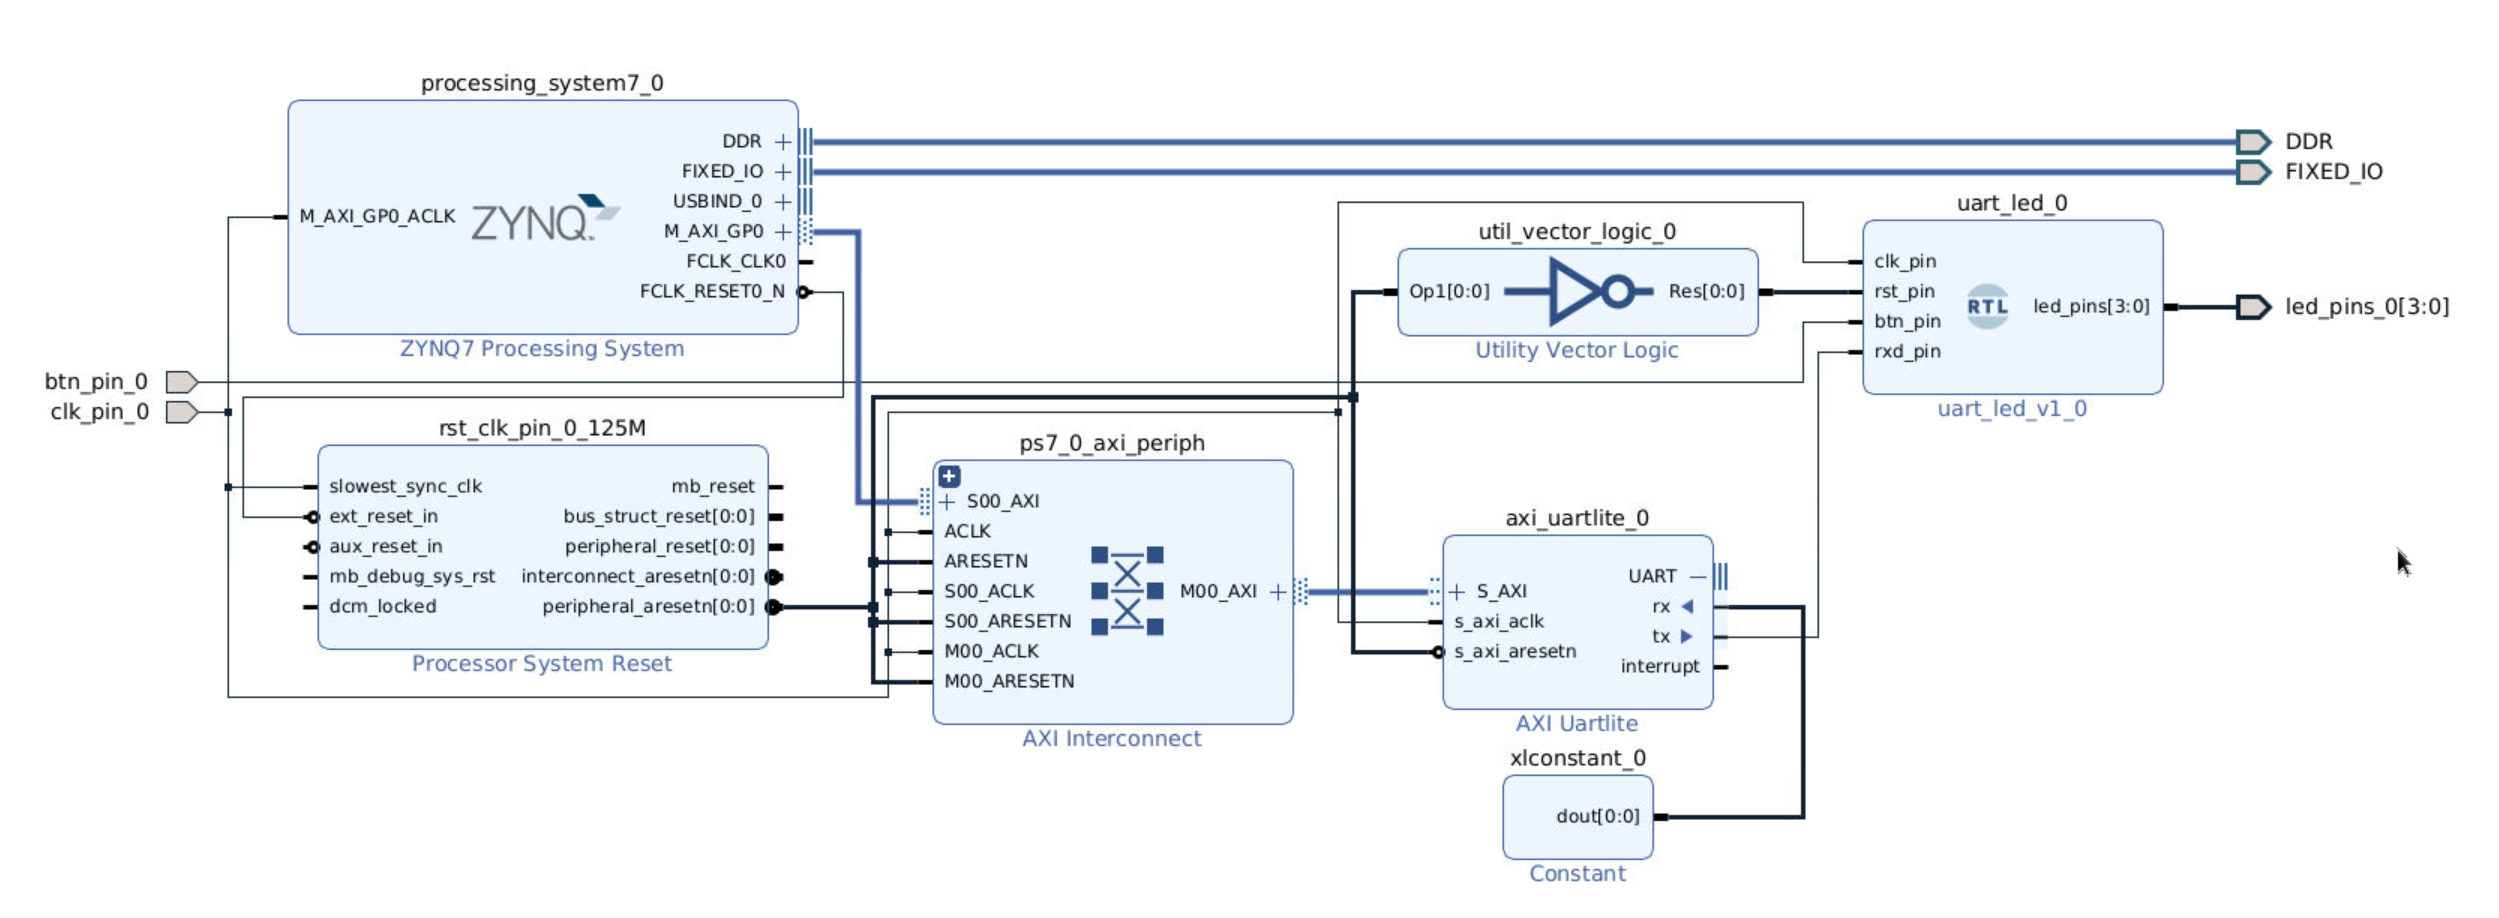 processing_system7_0
DDR
FIXED_IO
USBIND_0
M_AXI_GP0_ACLK
ZYNQ
M_AXI_GP0
FCLK_CLK0
FCLK_RESET0_N
ZYNQ7 Processing System
DDR
FIXED_IO
btn_pin_0
clk_pin_0
util_vector_logic_0
Op1[0:0]
Res[0:0]
Utility Vector Logic
uart_led_0
clk_pin
rst_pin
RTL
led_pins[3:0]
btn_pin
rxd_pin
uart_led_v1_0
led_pins_0[3:0]
rst_clk_pin_0_125M
slowest_sync_clk
mb_reset
ext_reset_in
bus_struct_reset[0:0]
aux_reset_in
peripheral_reset[0:0]
mb_debug_sys_rst
interconnect_aresetn[0:0]
dcm_locked
peripheral_aresetn[0:0]
Processor System Reset
ps7_0_axi_periph
S00_AXI
ACLK
ARESETN
S00_ACLK
M00_AXI
S00_ARESETN
M00_ACLK
M00_ARESETN
AXI Interconnect
axi_uartlite_0
UART
S_AXI
rx
s_axi_aclk
tx
s_axi_aresetn
interrupt
AXI Uartlite
xlconstant_0
dout[0:0]
Constant